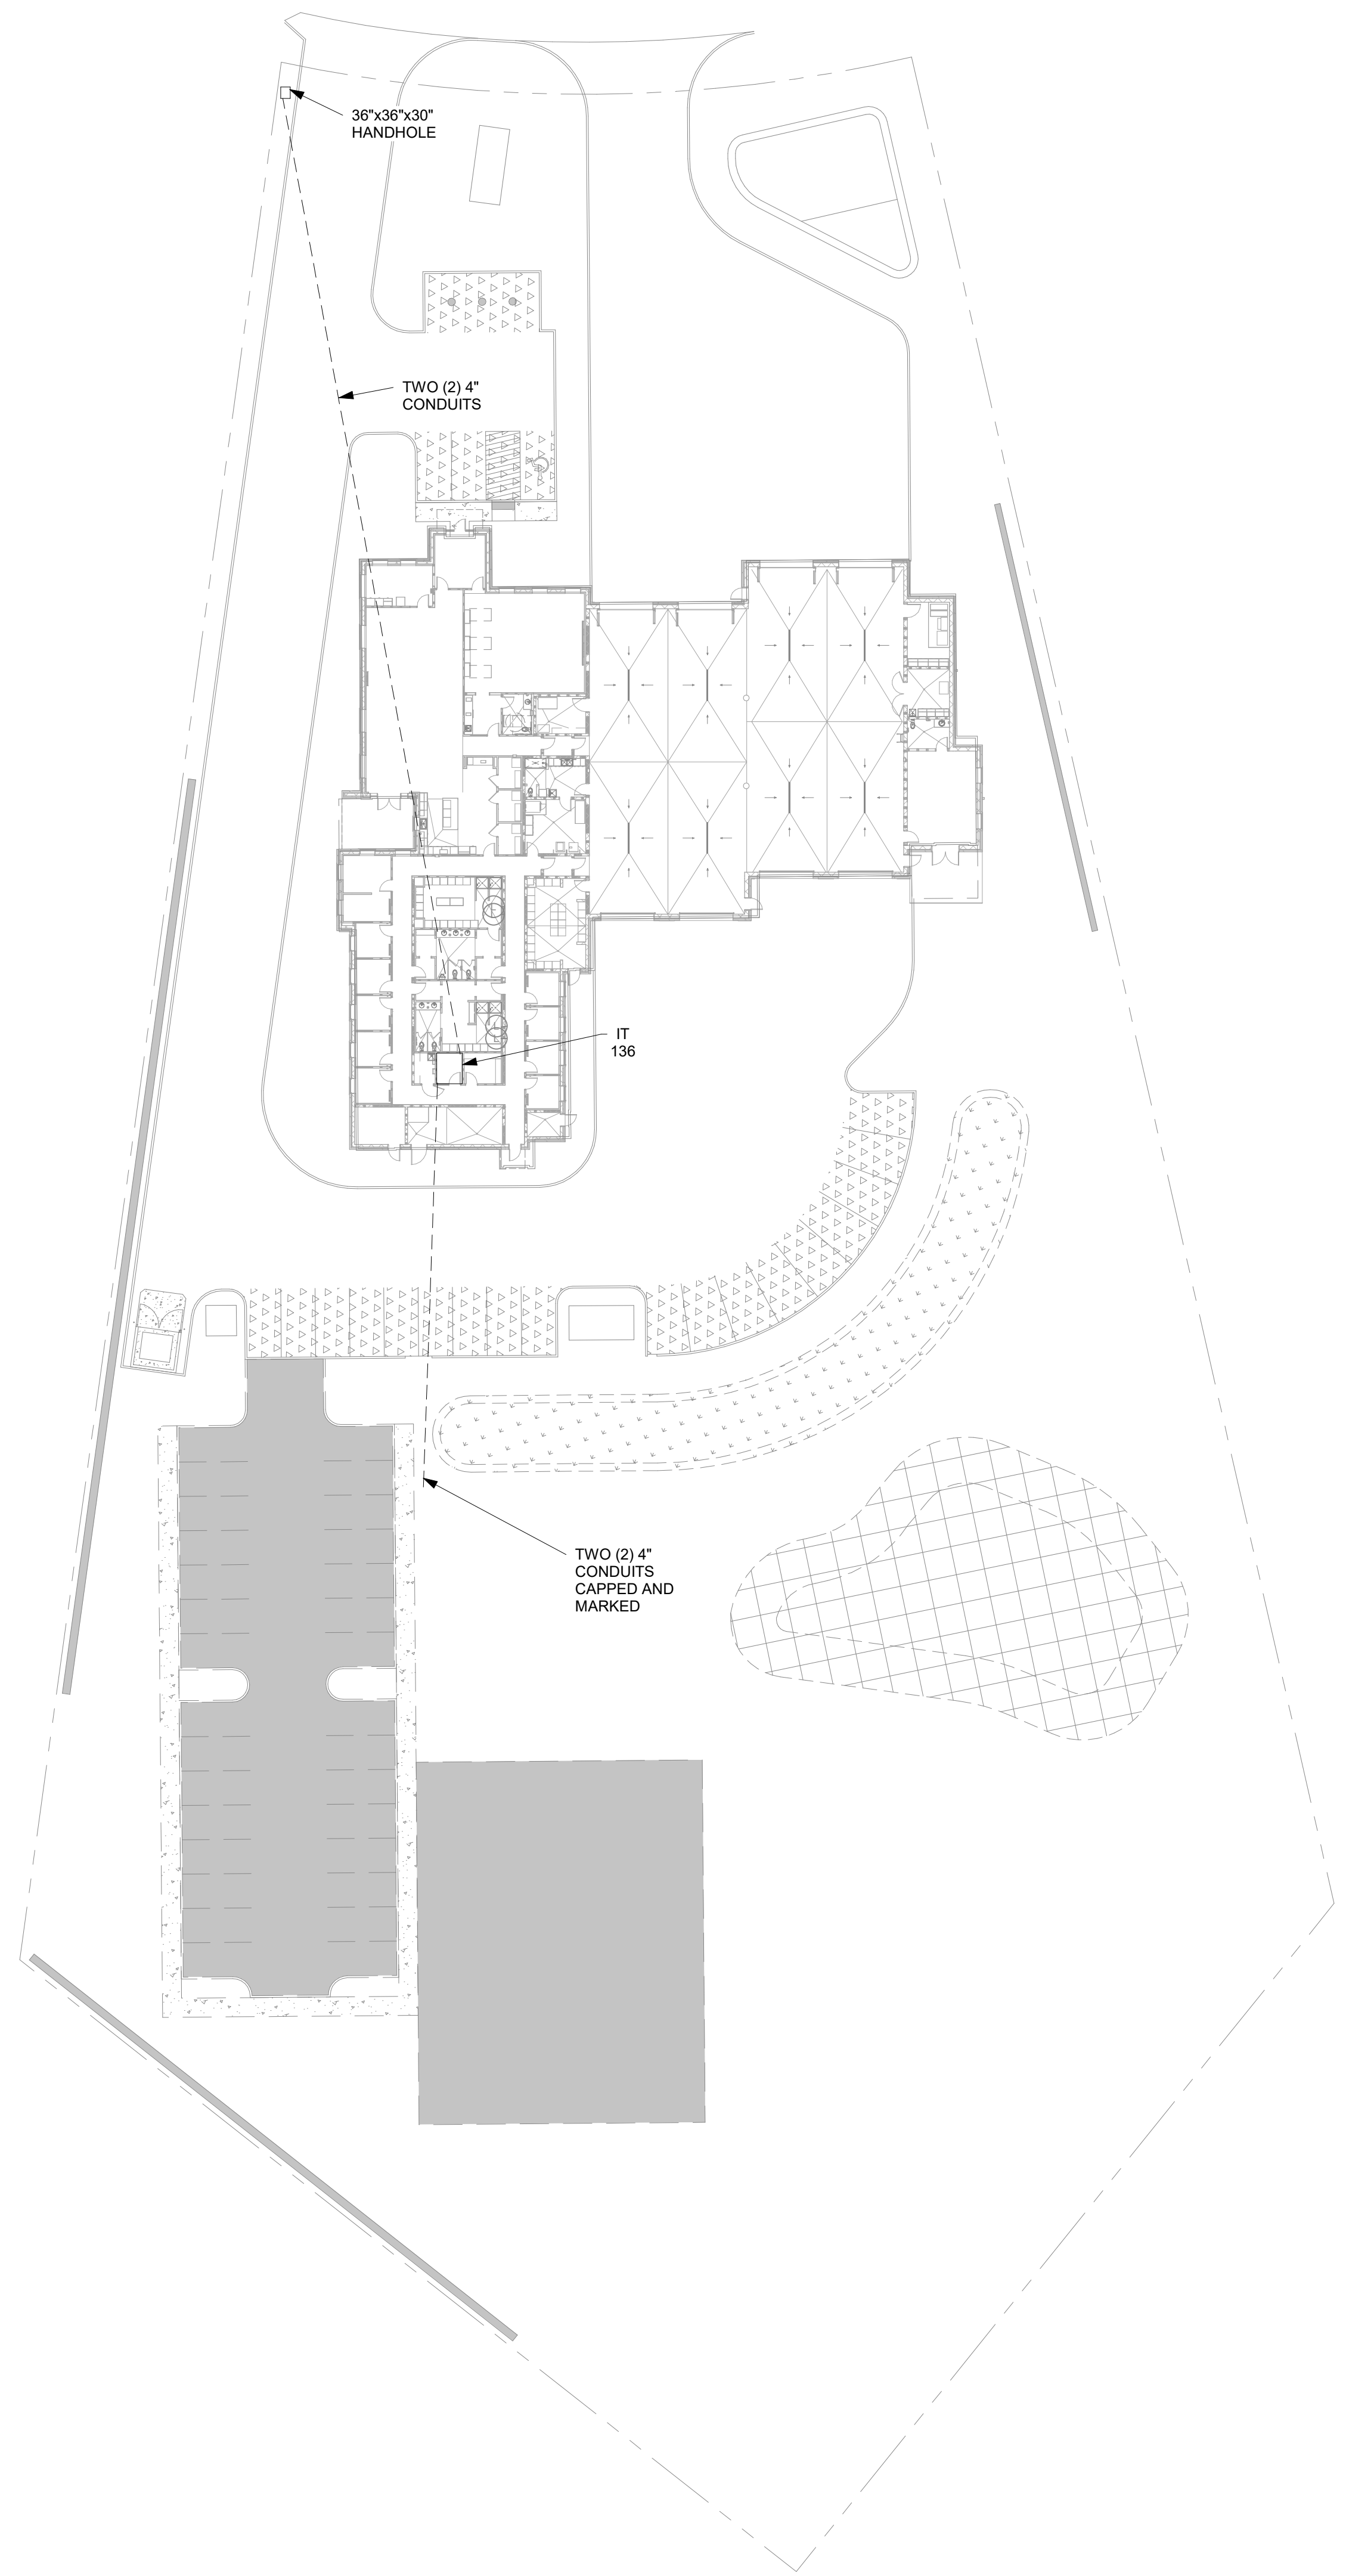 36"x36"x30"
HANDHOLE
TWO (2) 4"
CONDUITS
IT
136
TWO (2) 4"
CONDUITS
CAPPED AND
MARKED